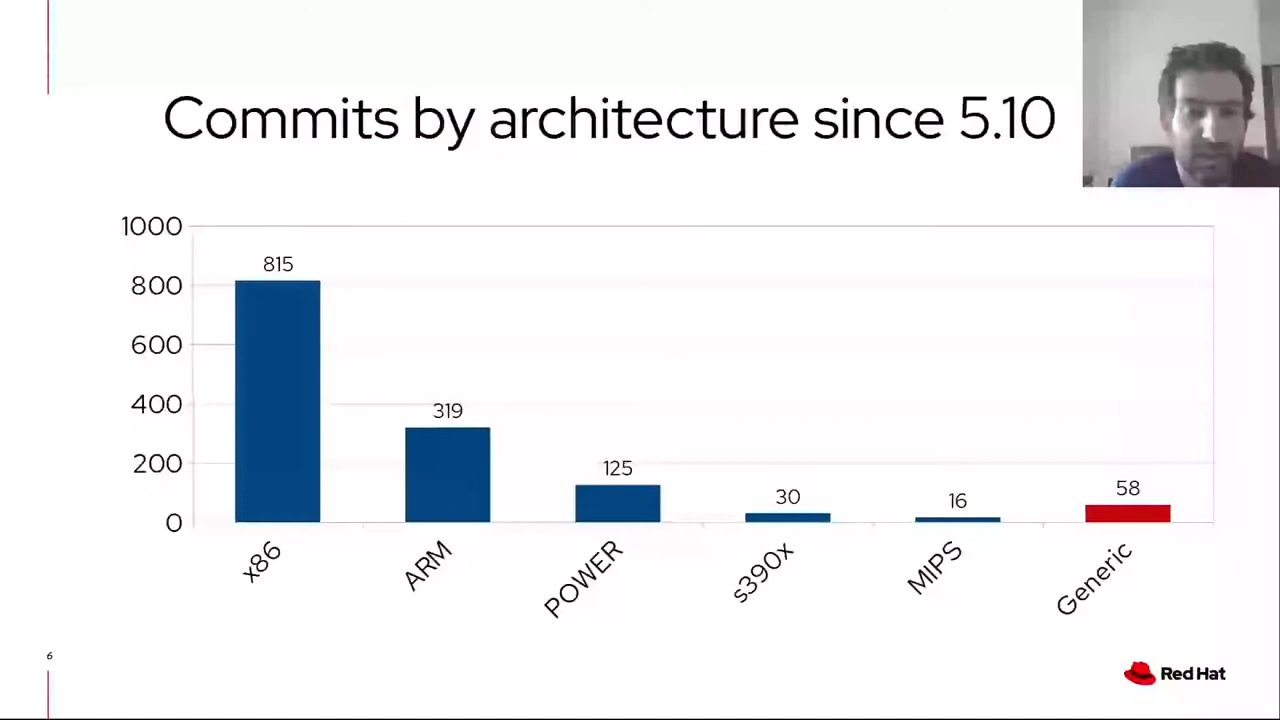 Commits by architecture since 5.10
1000
800
600
400
200
0
815
319
125
30
16
58
x86
ARM
POWER
s390x
MIPS
Generic
6
Red Hat